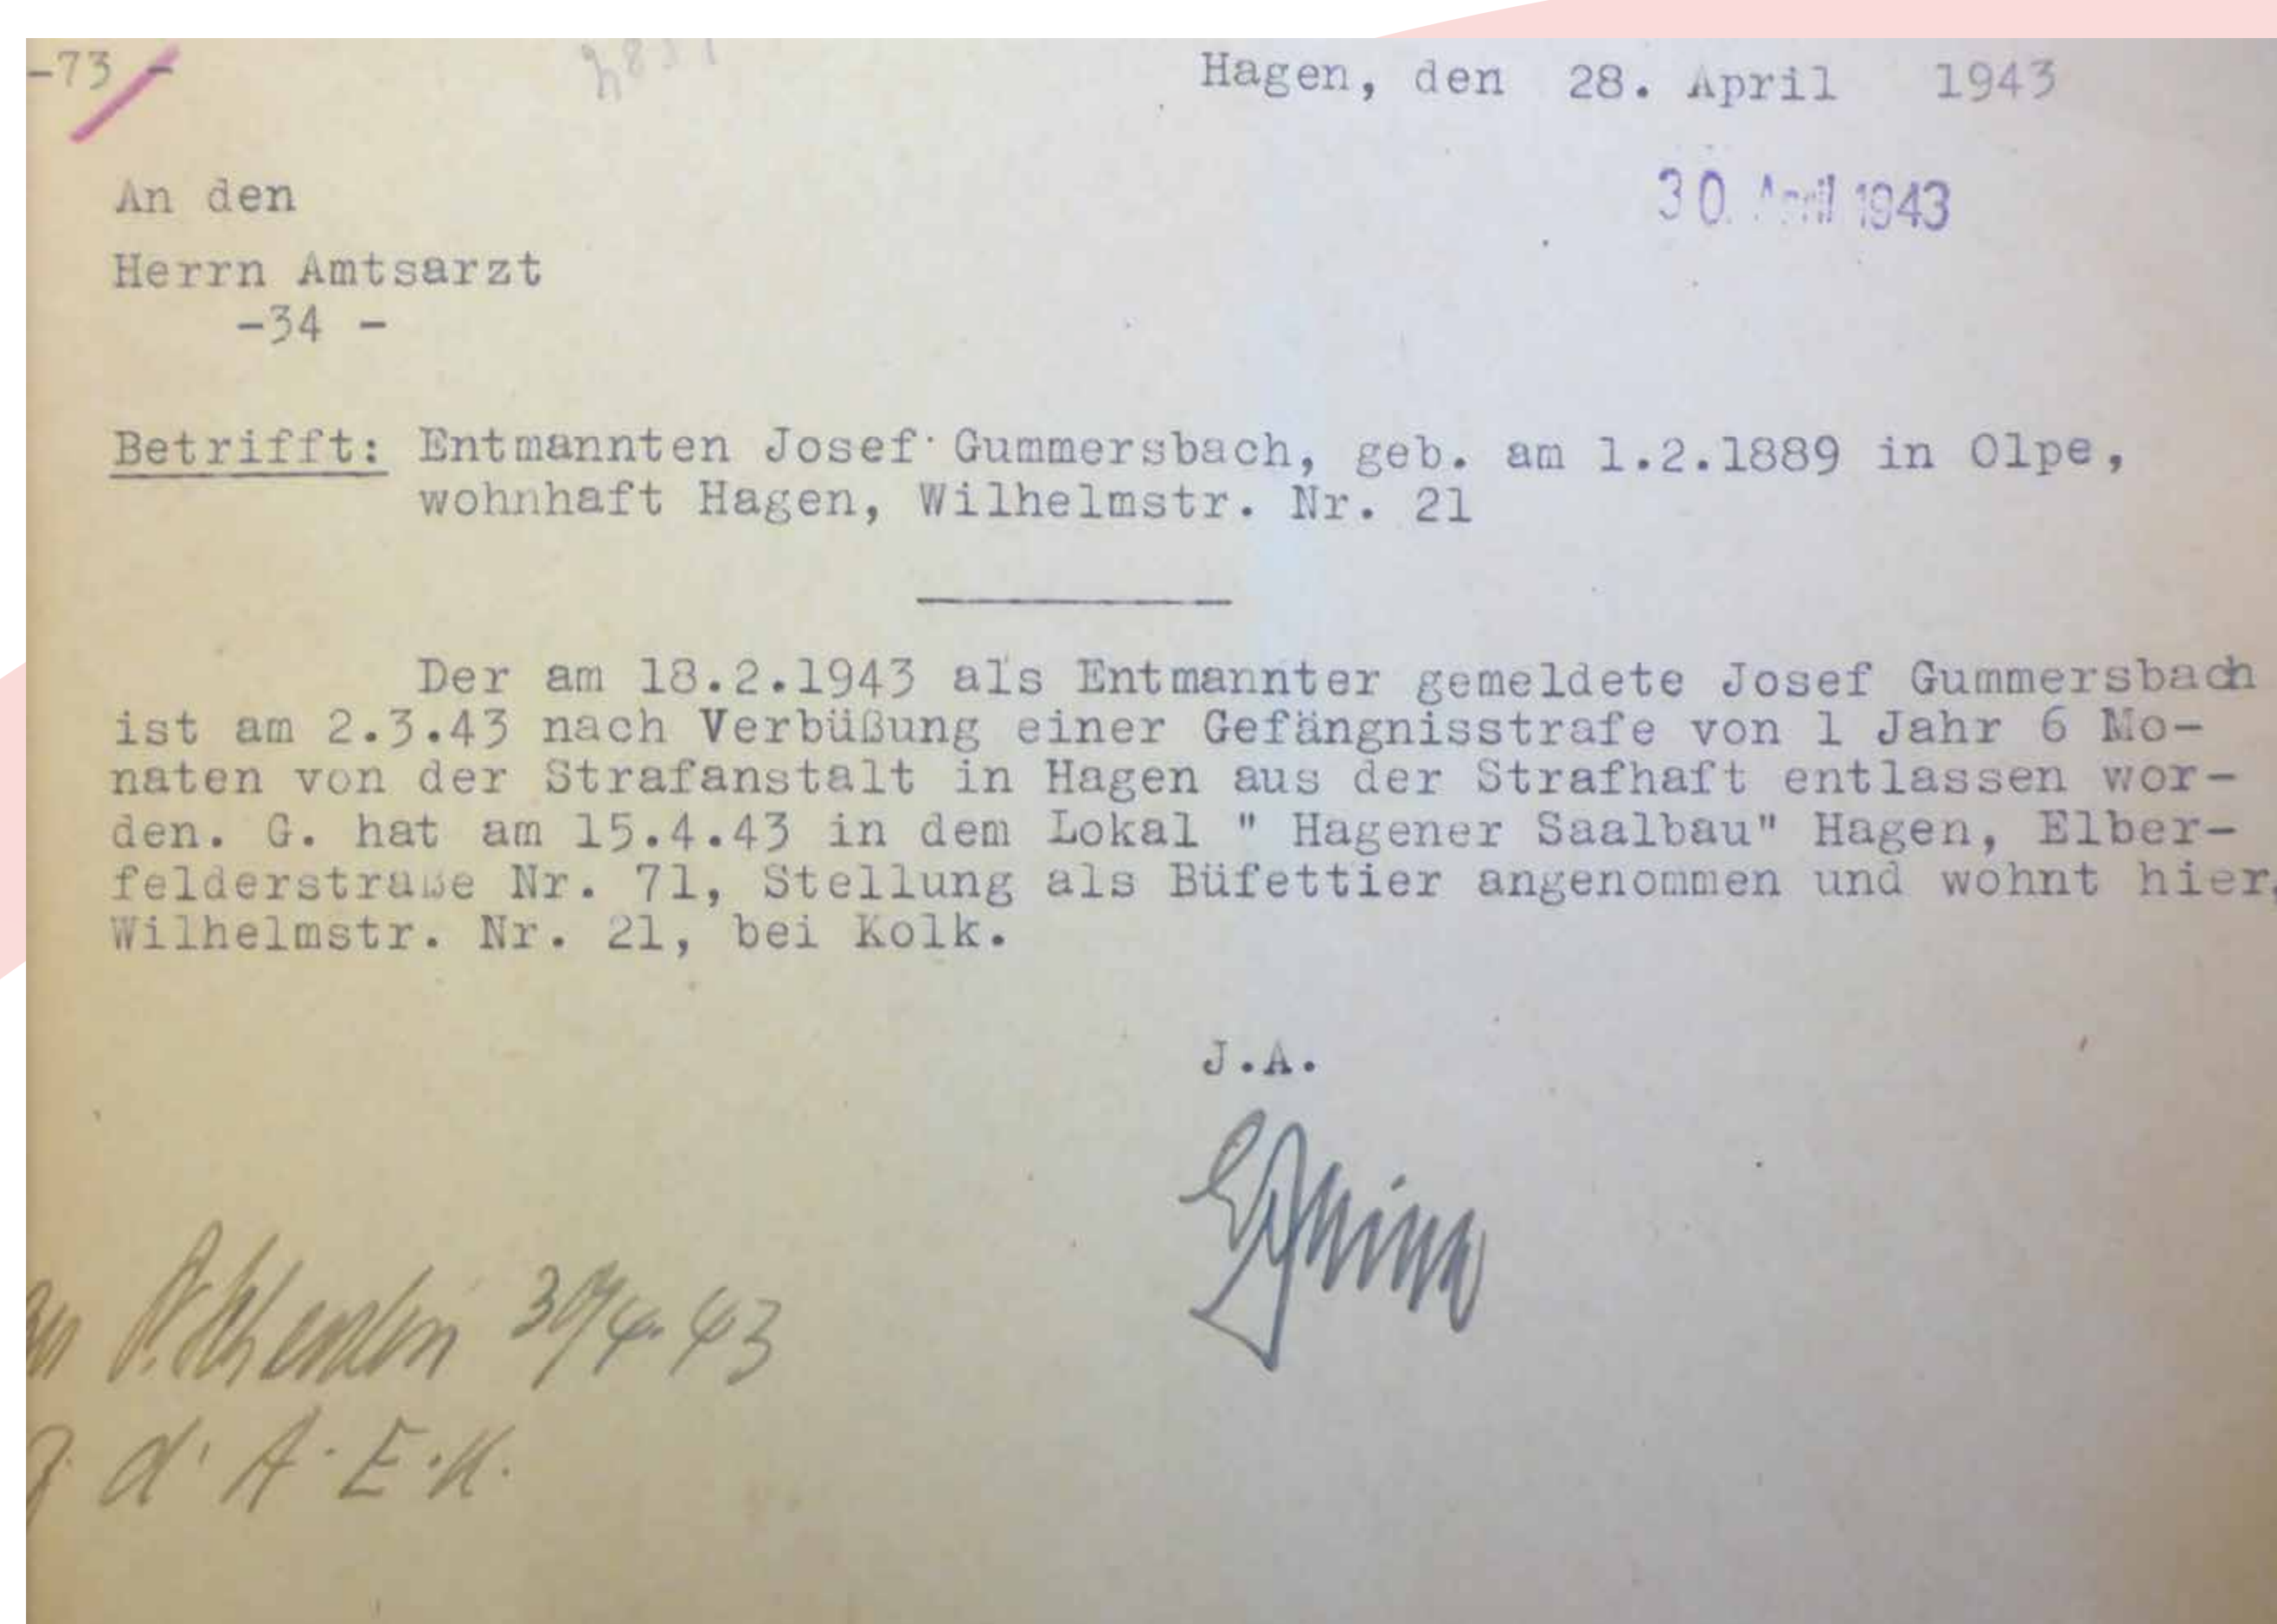 -73 -
Hagen, den 28. April 1943
30. April 1943
An den
Herrn Amtsarzt
-34 -
Betrifft: Entmannten Josef Gummersbach, geb. am 1.2.1889 in Olpe,
wohnhaft Hagen, Wilhelmstr. Nr. 21
Der am 18.2.1943 als Entmannter gemeldete Josef Gummersbach
ist am 2.3.43 nach Verbüßung einer Gefängnisstrafe von 1 Jahr 6 Mo-
naten von der Strafanstalt in Hagen aus der Strafhaft entlassen wor-
den. G. hat am 15.4.43 in dem Lokal " Hagener Saalbau" Hagen, Elber-
felderstraße Nr. 71, Stellung als Büfettier angenommen und wohnt hier,
Wilhelmstr. Nr. 21, bei Kolk.
J.A.
30/4.43
d. A. E. K.